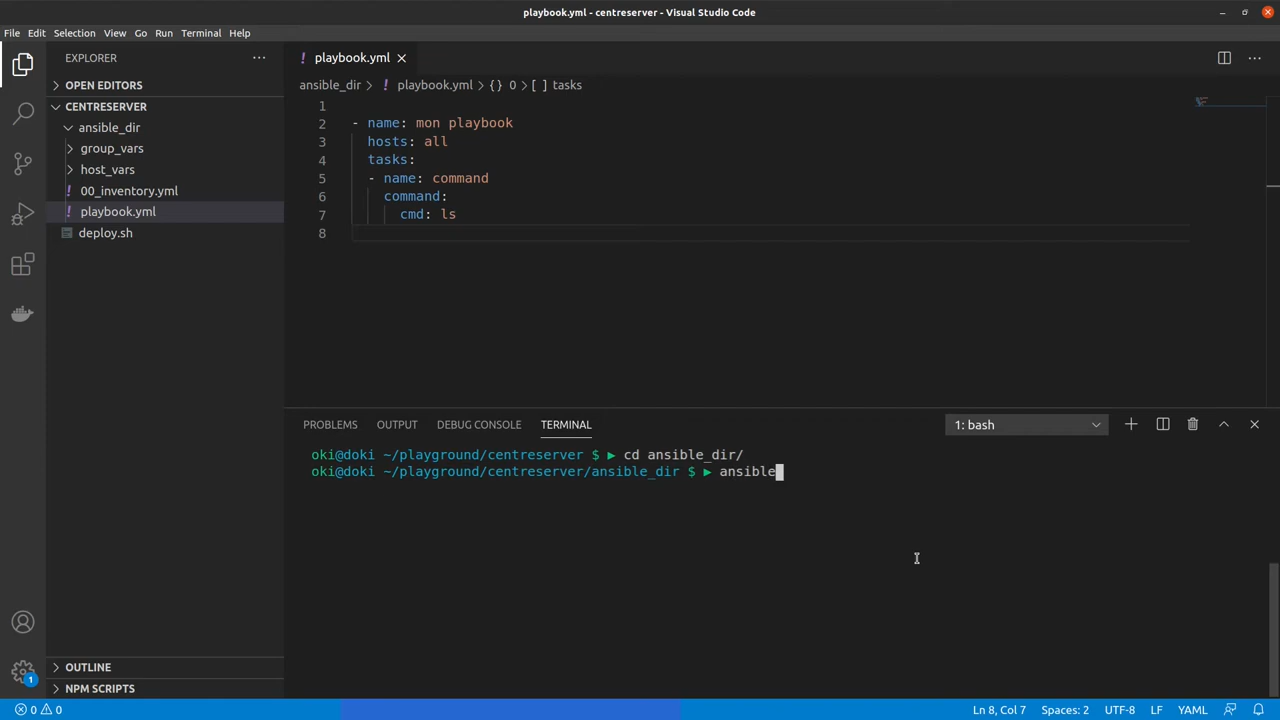 playbook.yml - centreserver - Visual Studio Code
File Edit Selection View Go Run Terminal Help
EXPLORER
OPEN EDITORS
CENTRESERVER
ansible_dir
group_vars
host_vars
! 00_inventory.yml
! playbook.yml
deploy.sh
OUTLINE
NPM SCRIPTS
1
! playbook.yml
ansible_dir > ! playbook.yml > {} 0 > [ ] tasks
1
2 - name: mon playbook
3 hosts: all
4 tasks:
5 - name: command
6 command:
7 cmd: ls
8
PROBLEMS OUTPUT DEBUG CONSOLE TERMINAL 1: bash
oki@doki ~/playground/centreserver $ ▶ cd ansible_dir/
oki@doki ~/playground/centreserver/ansible_dir $ ▶ ansible
0 0 Ln 8, Col 7 Spaces: 2 UTF-8 LF YAML